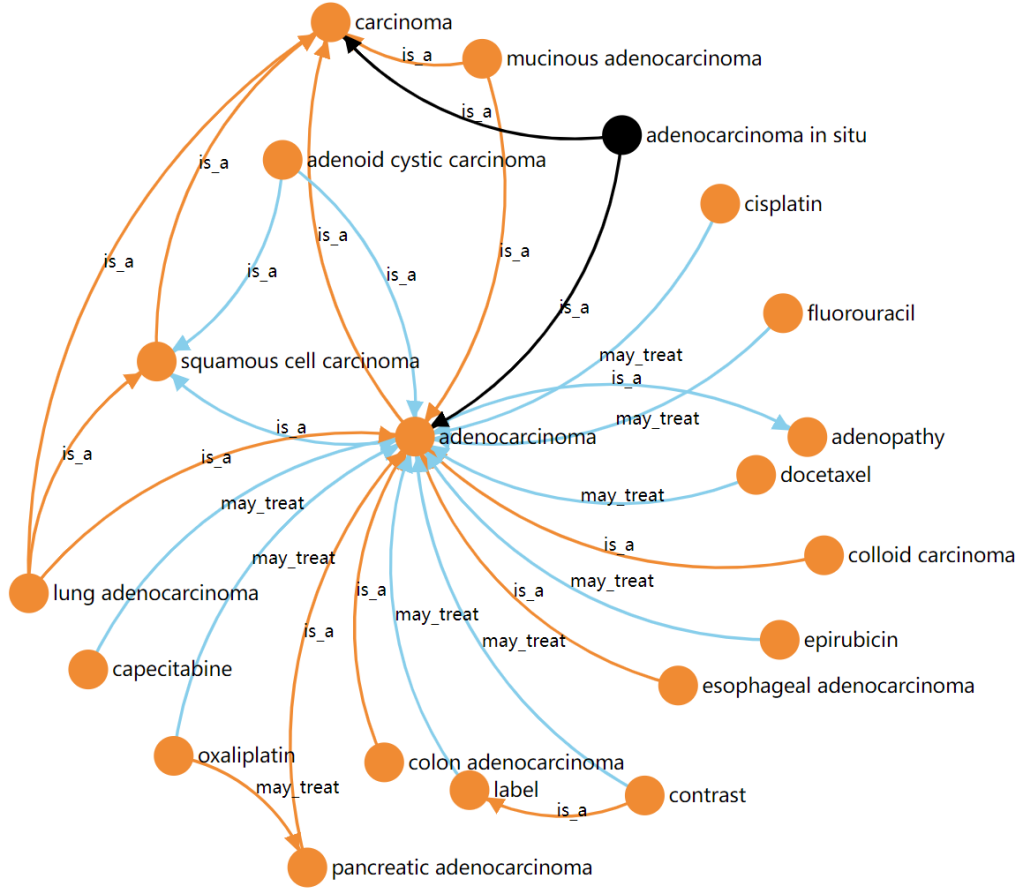 carcinoma
is_a
mucinous adenocarcinoma
is_a
adenocarcinoma in situ
is_a
adenoid cystic carcinoma
cisplatin
is_a
is_a
is_a
is_a
is_a
is_a
fluorouracil
may_treat
squamous cell carcinoma
is_a
may_treat
is_a
adenocarcinoma
adenopathy
is_a
is_a
docetaxel
may_treat
may_treat
is_a
colloid carcinoma
may_treat
may_treat
lung adenocarcinoma
is_a
is_a
may_treat
is_a
may_treat
epirubicin
capecitabine
esophageal adenocarcinoma
oxaliplatin
colon adenocarcinoma
may_treat
label
contrast
is_a
pancreatic adenocarcinoma